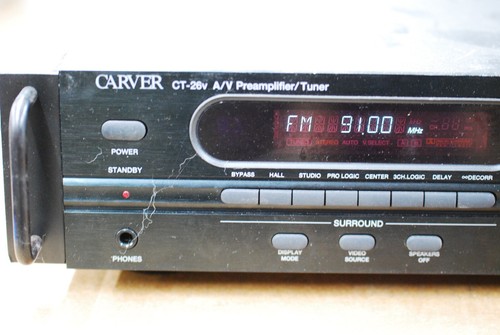 CARVER CT-26v A/V Preamplifier/Tuner
FM 91.00 MHz
POWER
STANDBY
BYPASS HALL STUDIO PRO LOGIC CENTER 3CH.LOGIC DELAY DECORR
SURROUND
PHONES
DISPLAY MODE
VIDEO SOURCE
SPEAKERS OFF